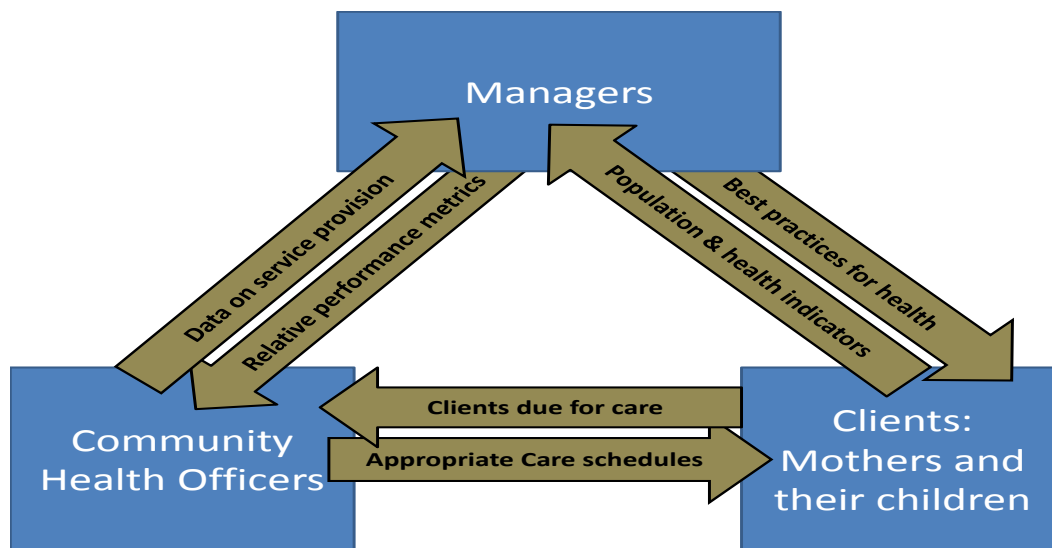 Managers
Data on service provision
Relative performance metrics
Population & health indicators
Best practices for health
Clients due for care
Appropriate Care schedules
Community
Health Officers
Clients:
Mothers and
their children